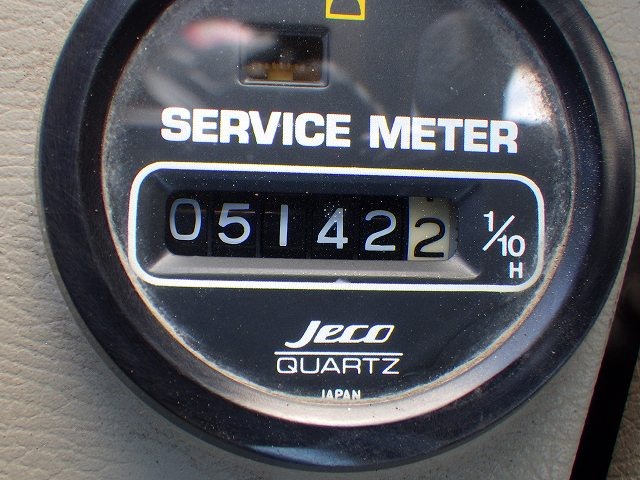 SERVICE METER
051422
1/10
H
Jeco
QUARTZ
JAPAN